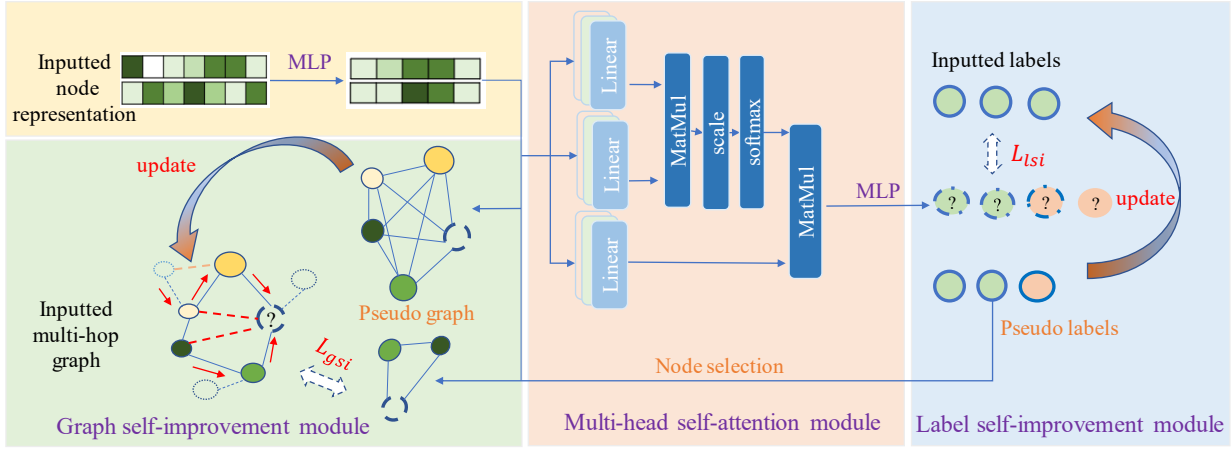 Inputted
node
representation
MLP
update
Inputted
multi-hop
graph
?
Pseudo graph
L_gsi
Graph self-improvement module
Linear
Linear
Linear
MatMul
scale
softmax
MatMul
MLP
Node selection
Multi-head self-attention module
Inputted labels
L_lsi
? ? ? ?
update
Pseudo labels
Label self-improvement module